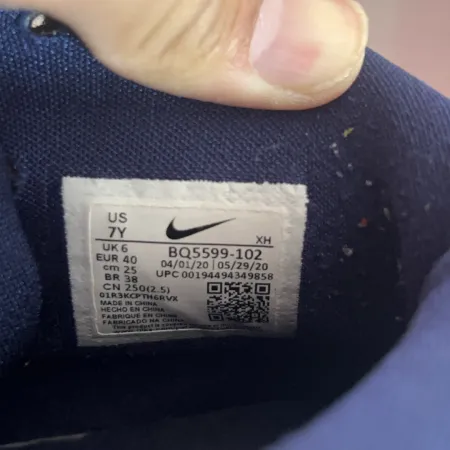 US
7Y
UK 6
EUR 40
cm 25
BR 38
CN 250(2.5)
XH
BQ5599-102
04/01/20 | 05/29/20
UPC 00194494349858
01R3KCPTH6RVX
MADE IN CHINA
HECHO EN CHINA
FABRIQUE EN CHINE
FABRICADO NA CHINA